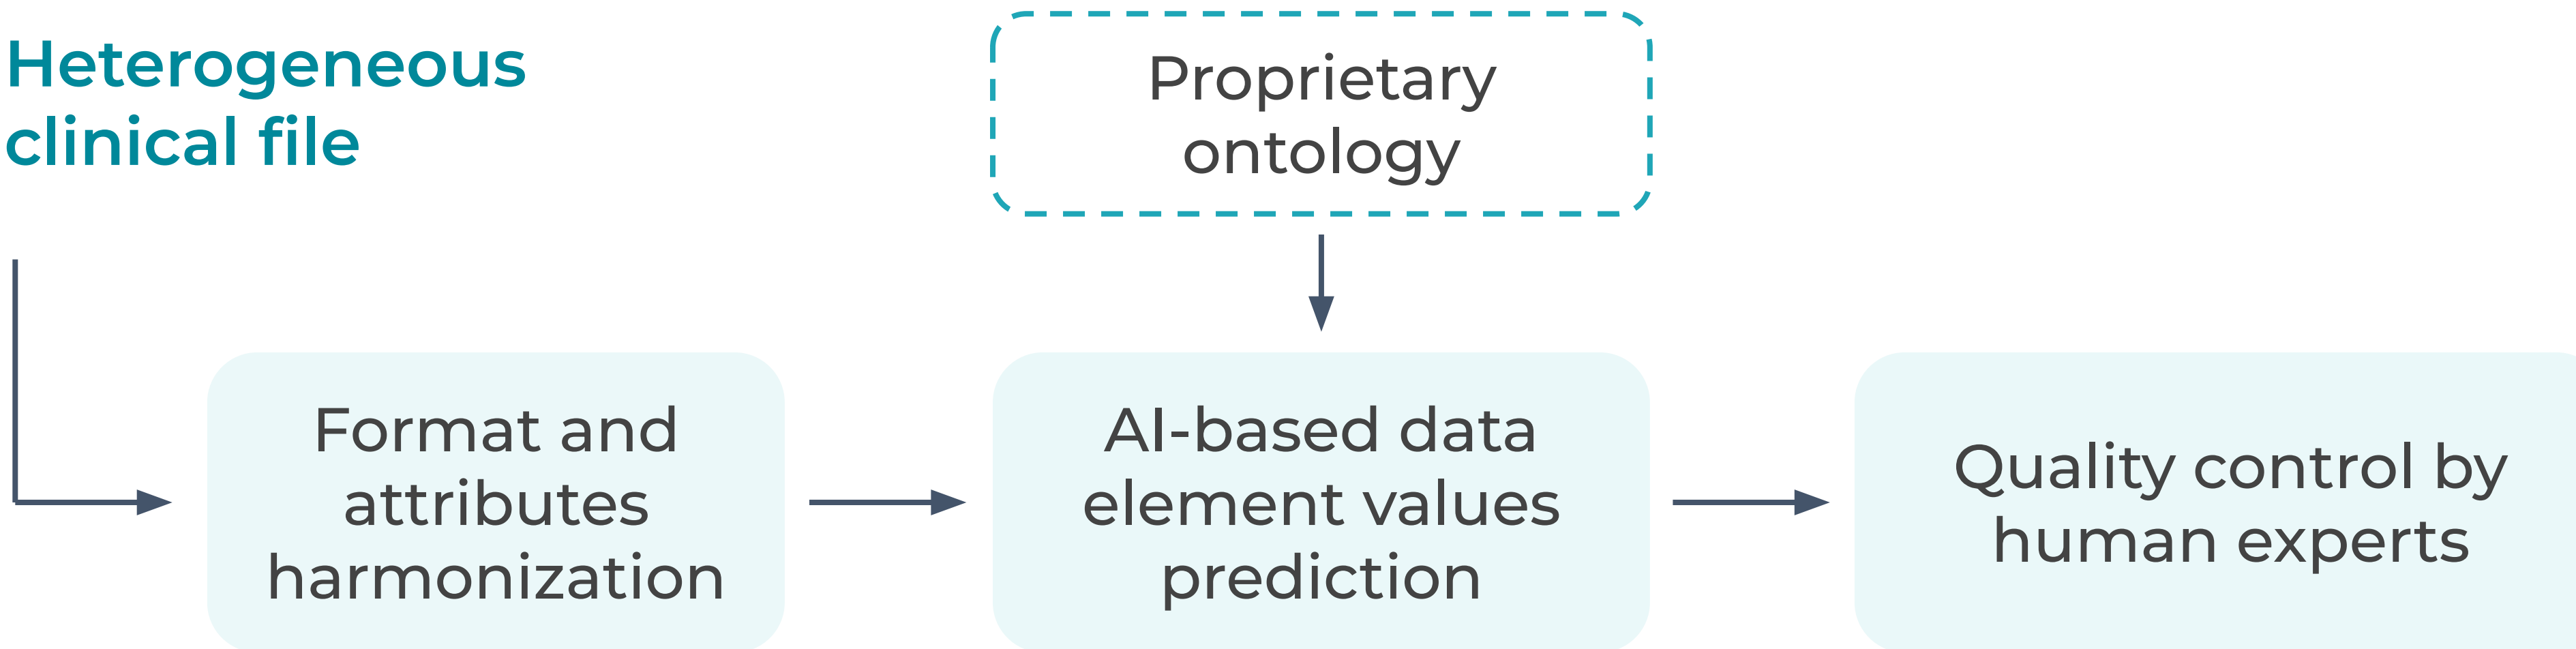 Heterogeneous
clinical file
Proprietary
ontology
Format and
attributes
harmonization
AI-based data
element values
prediction
Quality control by
human experts